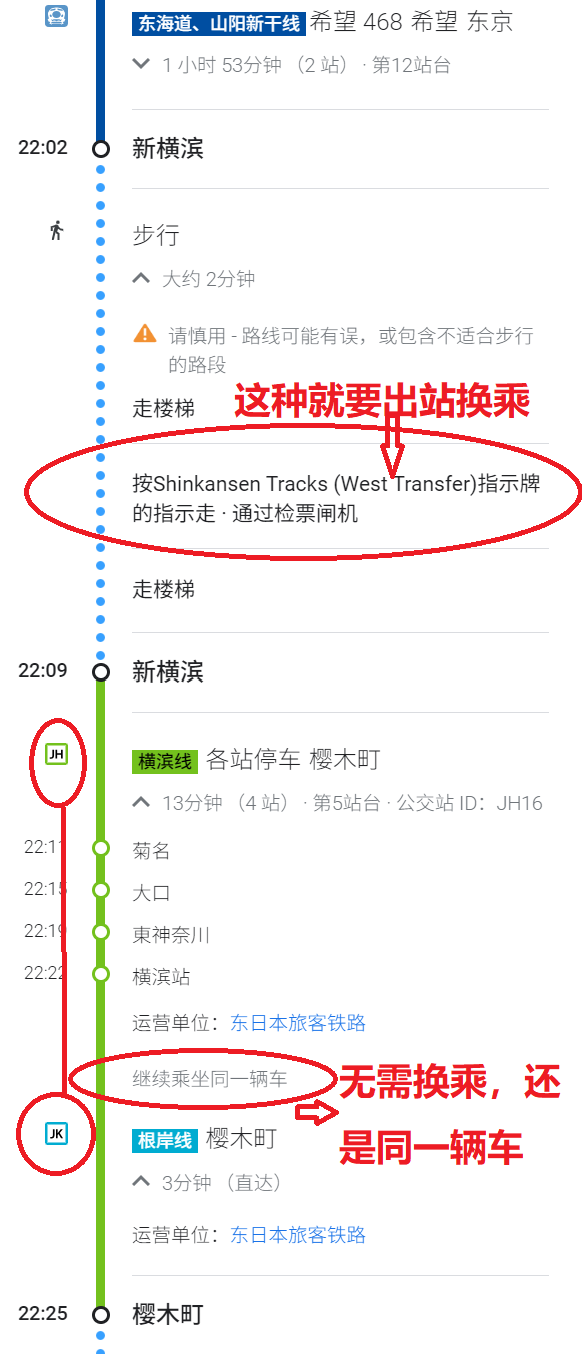 东海道、山阳新干线 希望 468 希望 东京
1 小时 53分钟 （2 站） · 第12站台
22:02 新横滨
步行
大约 2分钟
请慎用 - 路线可能有误，或包含不适合步行
的路段
这种就要出站换乘
走楼梯
按Shinkansen Tracks (West Transfer)指示牌
的指示走 · 通过检票闸机
走楼梯
22:09 新横滨
JH 横滨线 各站停车 樱木町
13分钟 （4 站） · 第5站台 · 公交站 ID：JH16
22:11 菊名
22:15 大口
22:19 東神奈川
22:22 横滨站
运营单位：东日本旅客铁路
继续乘坐同一辆车
无需换乘，还
是同一辆车
JK 根岸线 樱木町
3分钟 （直达）
运营单位：东日本旅客铁路
22:25 樱木町